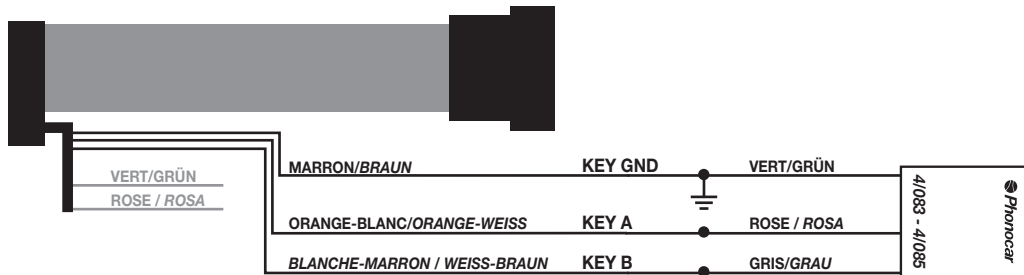 MARRON/BRAUN KEY GND VERT/GRÜN
VERT/GRÜN
ROSE / ROSA
ORANGE-BLANC/ORANGE-WEISS KEY A ROSE / ROSA
BLANCHE-MARRON / WEISS-BRAUN KEY B GRIS/GRAU
4/083 - 4/085
Phonocar